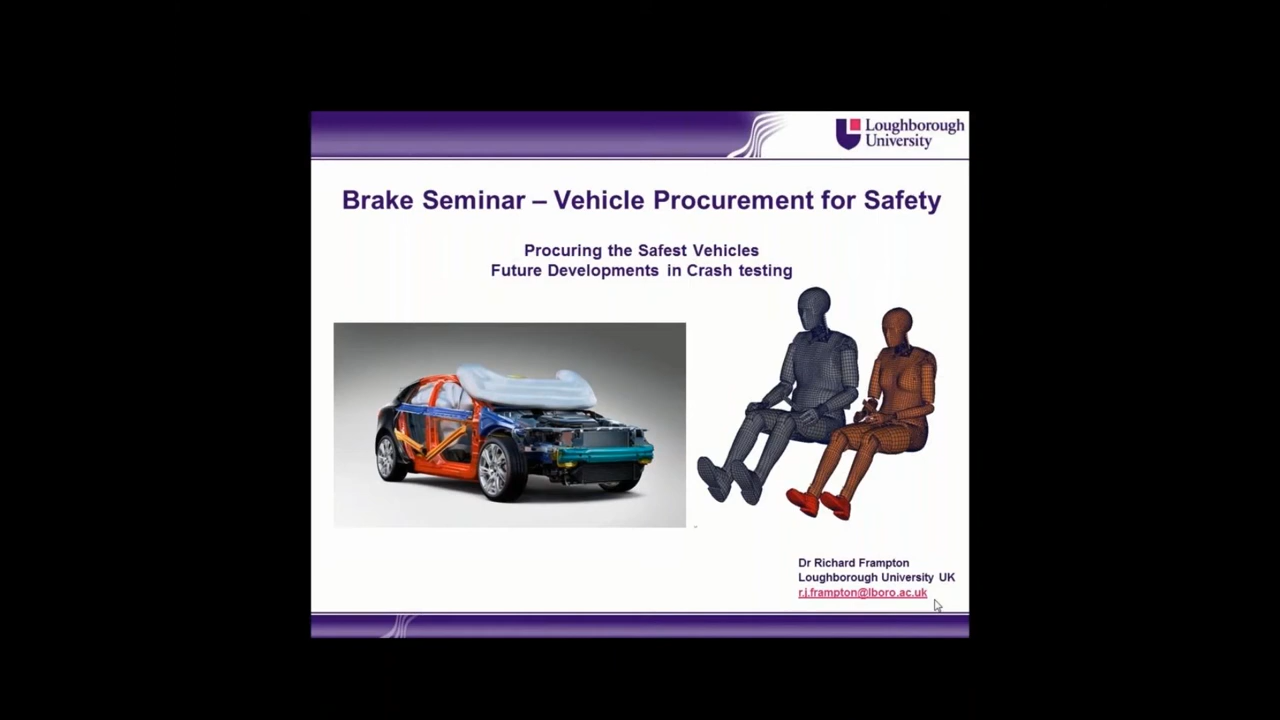 Loughborough
University
Brake Seminar – Vehicle Procurement for Safety
Procuring the Safest Vehicles
Future Developments in Crash testing
Dr Richard Frampton
Loughborough University UK
r.j.frampton@lboro.ac.uk